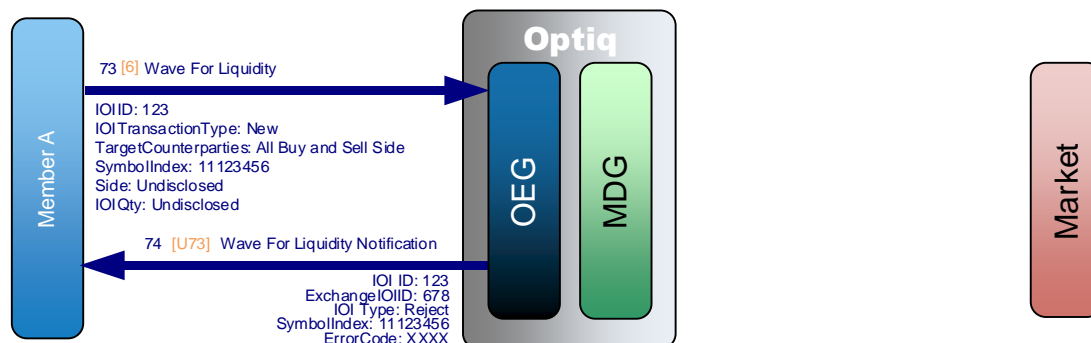 Optiq
73 [6] Wave For Liquidity
IOIID: 123
IOITransactionType: New
TargetCounterparties: All Buy and Sell Side
SymbolIndex: 11123456
Side: Undisclosed
IOIQty: Undisclosed
Member A
OEG
MDG
Market
74 [U73] Wave For Liquidity Notification
IOI ID: 123
ExchangeIOIID: 678
IOI Type: Reject
SymbolIndex: 11123456
ErrorCode: XXXX